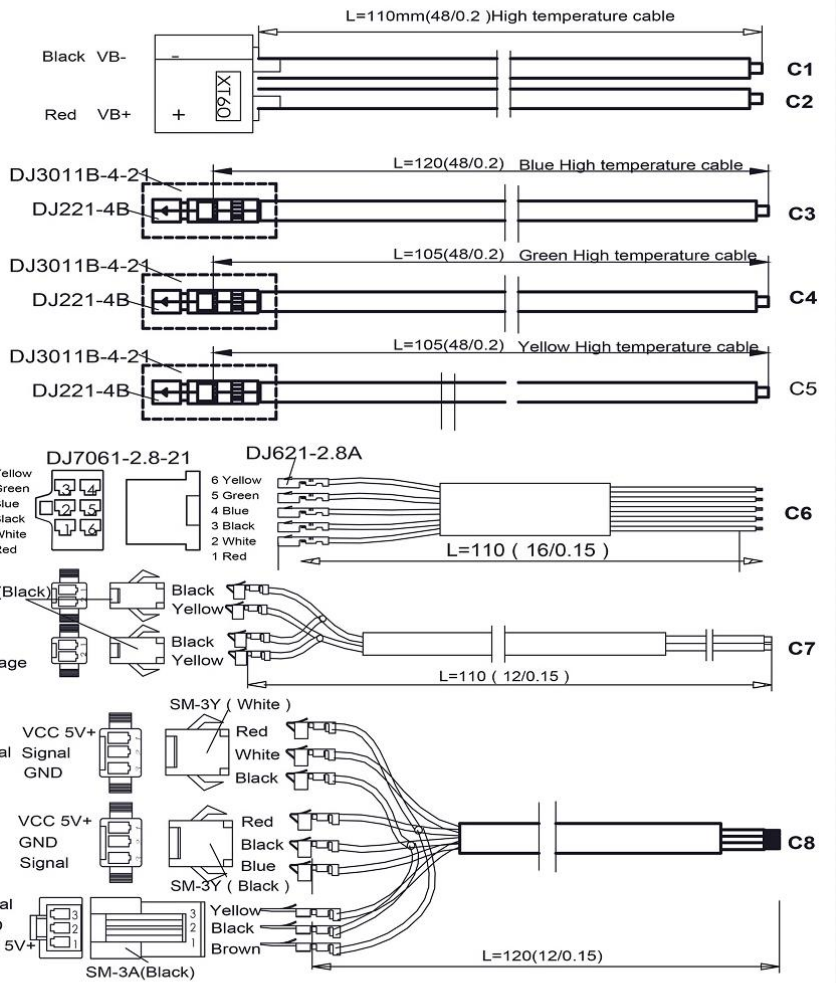 L=110mm(48/0.2 )High temperature cable
Black VB- -
C1
XT60
C2
Red VB+ +
L=120(48/0.2) Blue High temperature cable
DJ3011B-4-21
DJ221-4B
C3
L=105(48/0.2) Green High temperature cable
DJ3011B-4-21
DJ221-4B
C4
L=105(48/0.2) Yellow High temperature cable
DJ3011B-4-21
DJ221-4B
C5
DJ7061-2.8-21
DJ621-2.8A
ellow
Green
lue
lack
White
Red
3 4
2 5
1 6
6 Yellow
5 Green
4 Blue
3 Black
2 White
1 Red
C6
L=110 ( 16/0.15 )
(Black)
Black
Yellow
Black
Yellow
age
C7
L=110 ( 12/0.15 )
SM-3Y ( White )
VCC 5V+
al Signal
GND
Red
White
Black
VCC 5V+
GND
Signal
Red
Black
Blue
C8
SM-3Y ( Black )
al
5V+
3
2
1
3
2
1
Yellow
Black
Brown
L=120(12/0.15)
SM-3A(Black)